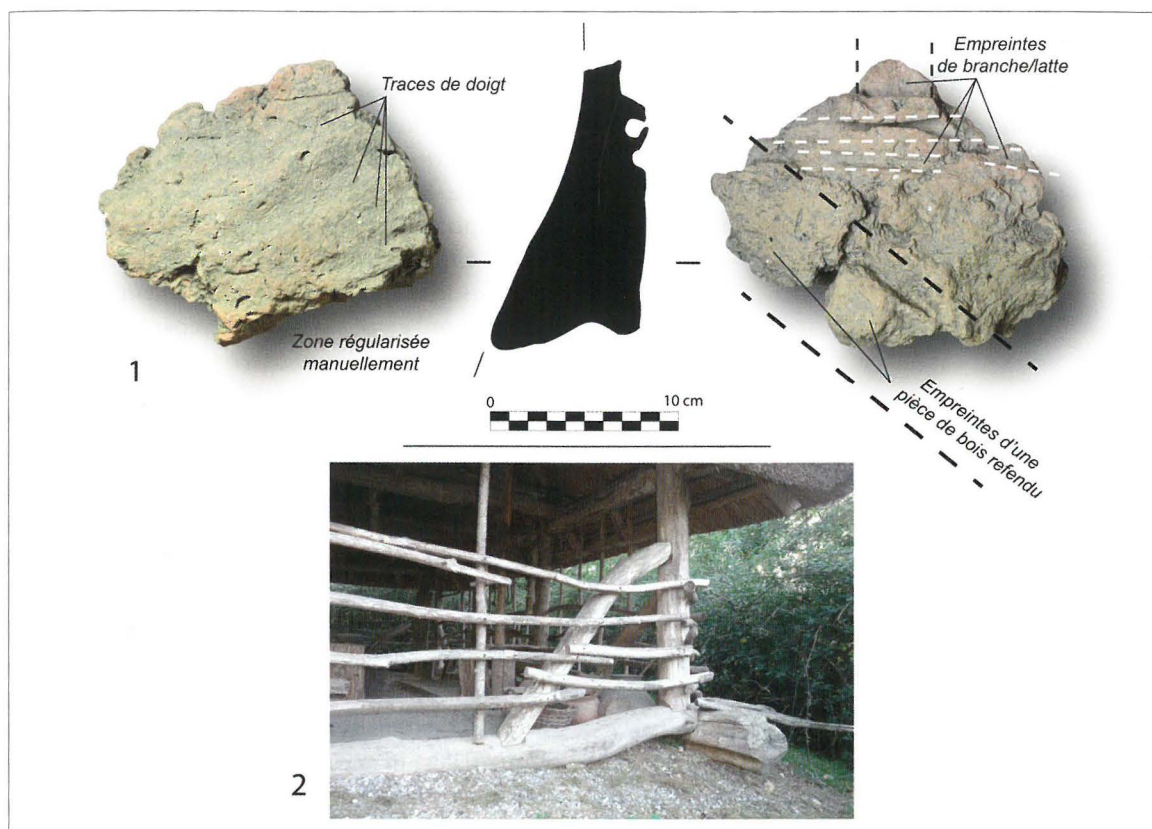 Traces de doigt
Empreintes
de branche/latte
Zone régularisée
manuellement
1
0
10 cm
Empreintes d'une
pièce de bois refendu
2